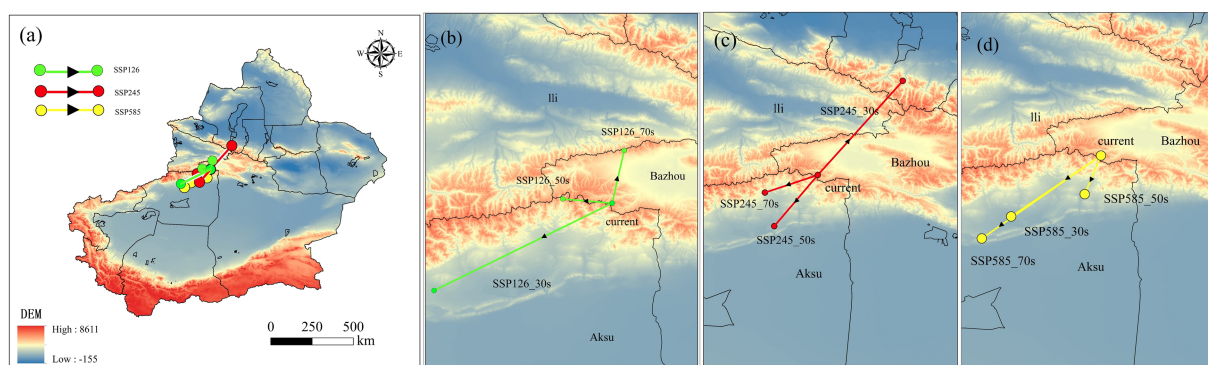 (a)
N
W E
S
SSP126
SSP245
SSP585
DEM
High : 8611
Low : -155
0 250 500
km
(b)
Ili
SSP126_70s
SSP126_50s
Bazhou
current
SSP126_30s
Aksu
(c)
Ili
SSP245_30s
Bazhou
current
SSP245_70s
SSP245_50s
Aksu
(d)
Ili
current
Bazhou
SSP585_50s
SSP585_30s
SSP585_70s
Aksu